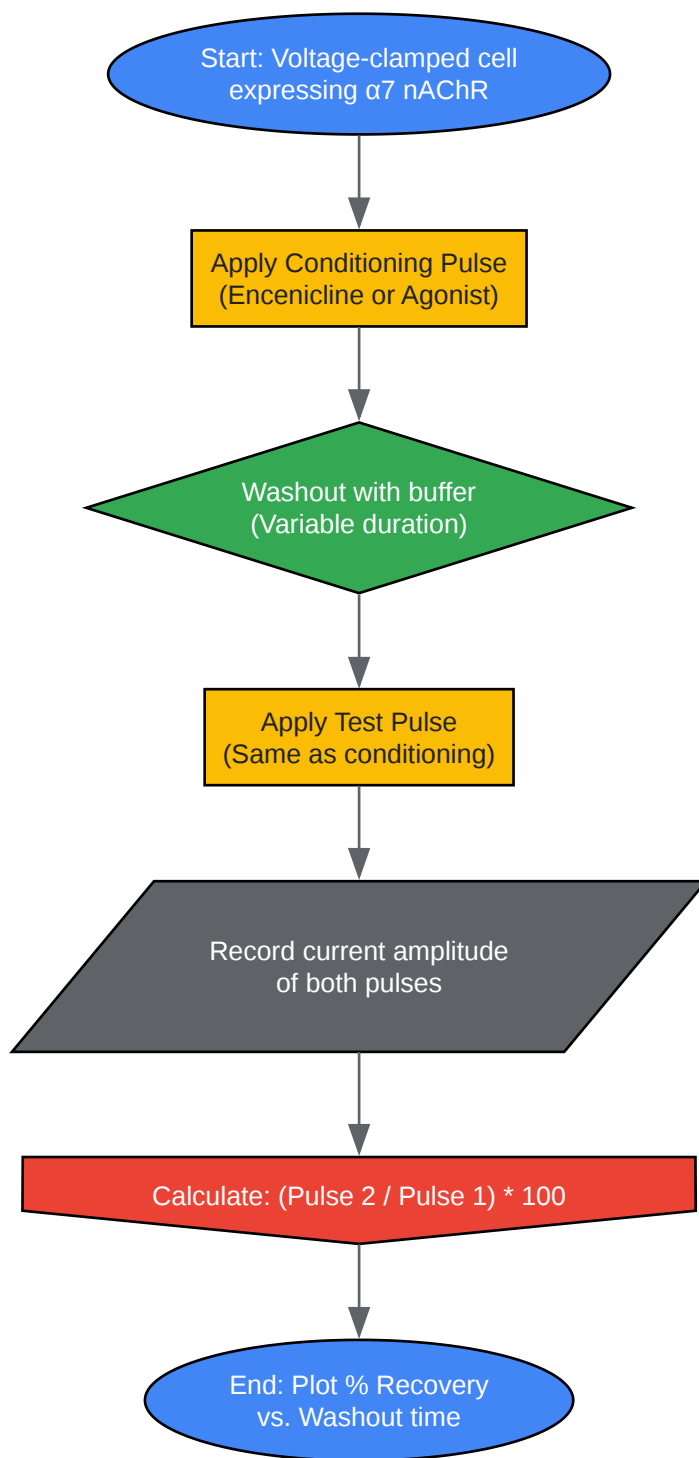 Start: Voltage-clamped cell
expressing α7 nAChR
Apply Conditioning Pulse
(Encenicline or Agonist)
Washout with buffer
(Variable duration)
Apply Test Pulse
(Same as conditioning)
Record current amplitude
of both pulses
Calculate: (Pulse 2 / Pulse 1) * 100
End: Plot % Recovery
vs. Washout time